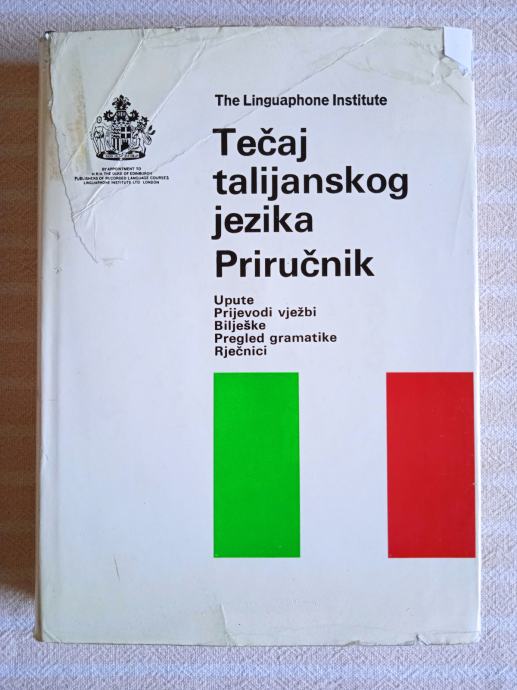 The Linguaphone Institute
BY APPOINTMENT TO
H.R.H. THE DUKE OF EDINBURGH
PUBLISHERS OF RECORDED LANGUAGE COURSES
LINGUAPHONE INSTITUTE LTD LONDON
Tečaj
talijanskog
jezika
Priručnik
Upute
Prijevodi vježbi
Bilješke
Pregled gramatike
Rječnici